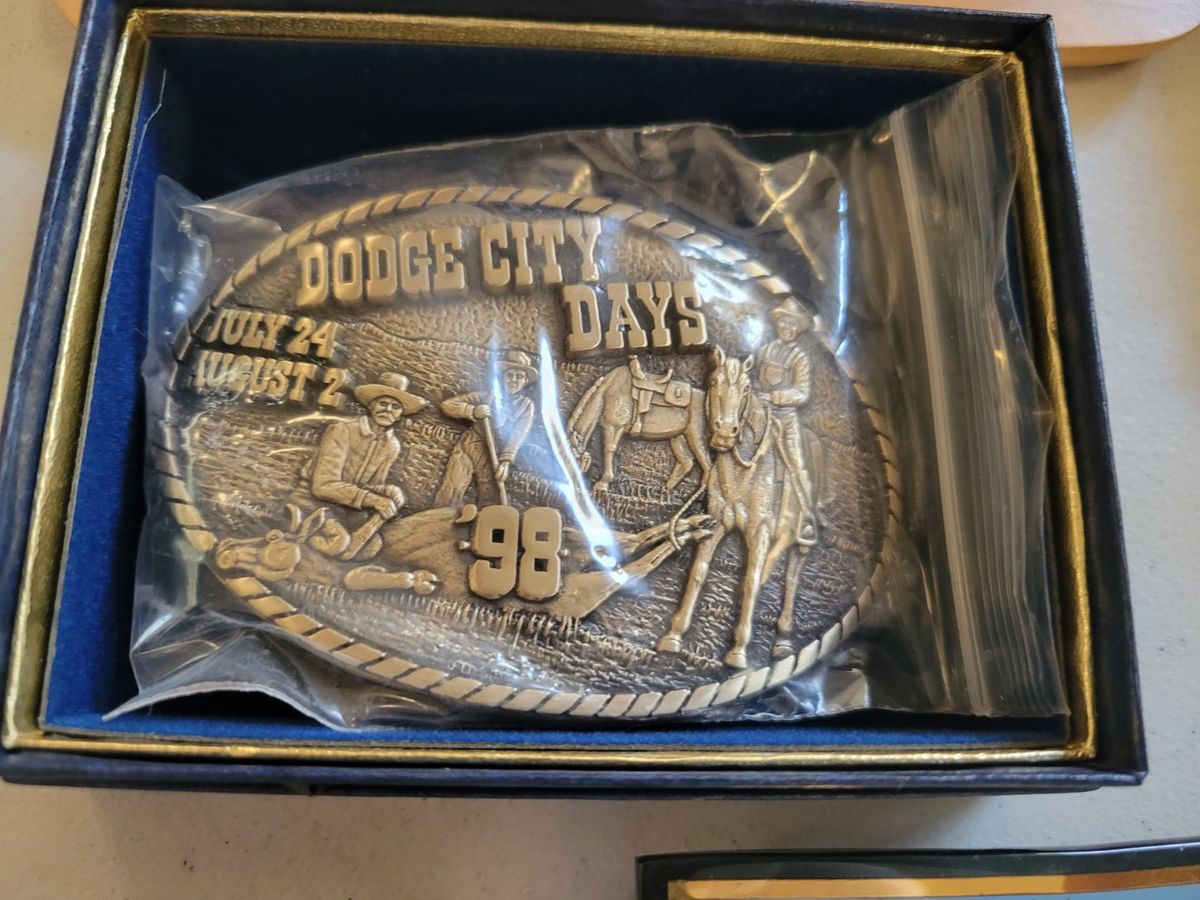 DODGE CITY
DAYS
JULY 24
AUGUST 2
'98